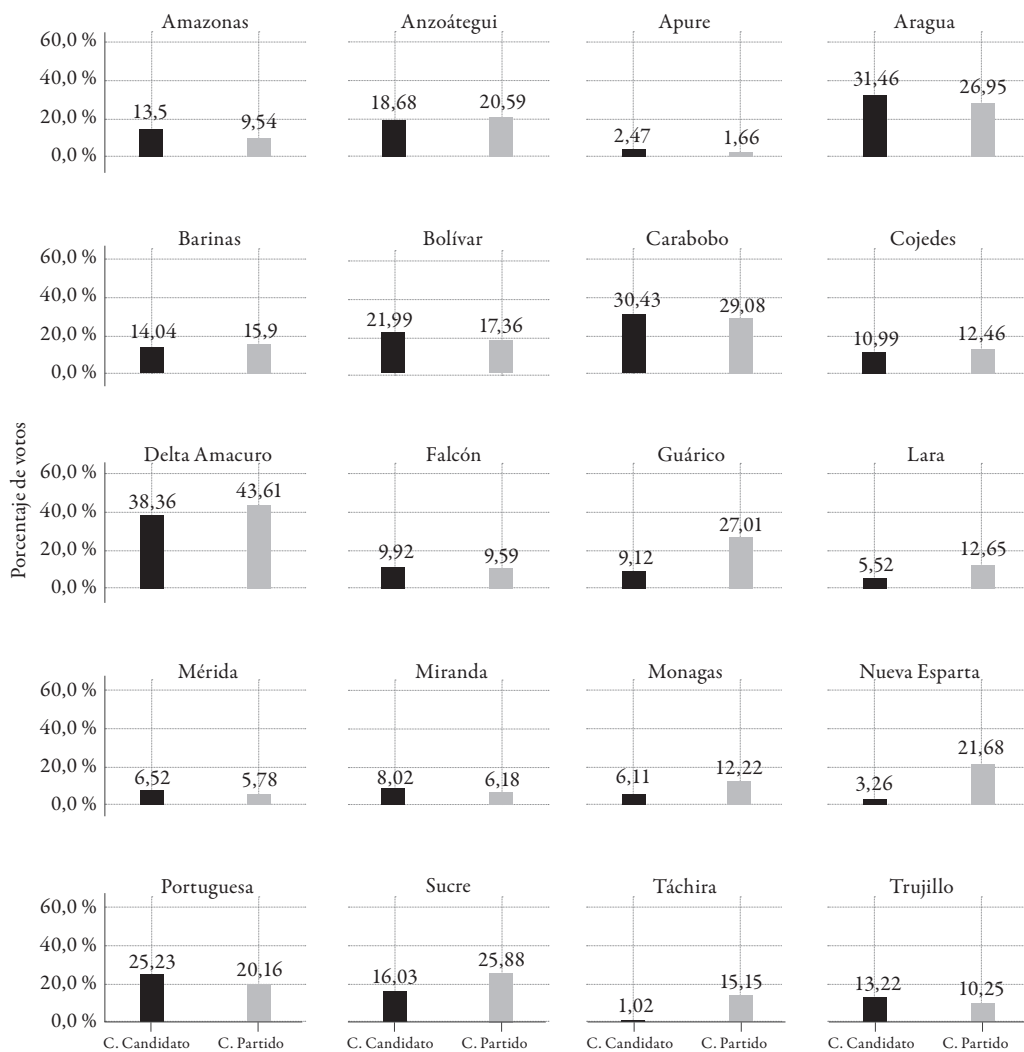 Porcentaje de votos
Amazonas Anzoátegui Apure Aragua
60,0 %
40,0 %
20,0 %
0,0 %
13,5 9,54 18,68 20,59 2,47 1,66 31,46 26,95
Barinas Bolívar Carabobo Cojedes
60,0 %
40,0 %
20,0 %
0,0 %
14,04 15,9 21,99 17,36 30,43 29,08 10,99 12,46
Delta Amacuro Falcón Guárico Lara
60,0 %
40,0 %
20,0 %
0,0 %
38,36 43,61 9,92 9,59 9,12 27,01 5,52 12,65
Mérida Miranda Monagas Nueva Esparta
60,0 %
40,0 %
20,0 %
0,0 %
6,52 5,78 8,02 6,18 6,11 12,22 3,26 21,68
Portuguesa Sucre Táchira Trujillo
60,0 %
40,0 %
20,0 %
0,0 %
25,23 20,16 16,03 25,88 1,02 15,15 13,22 10,25
C. Candidato C. Partido C. Candidato C. Partido C. Candidato C. Partido C. Candidato C. Partido